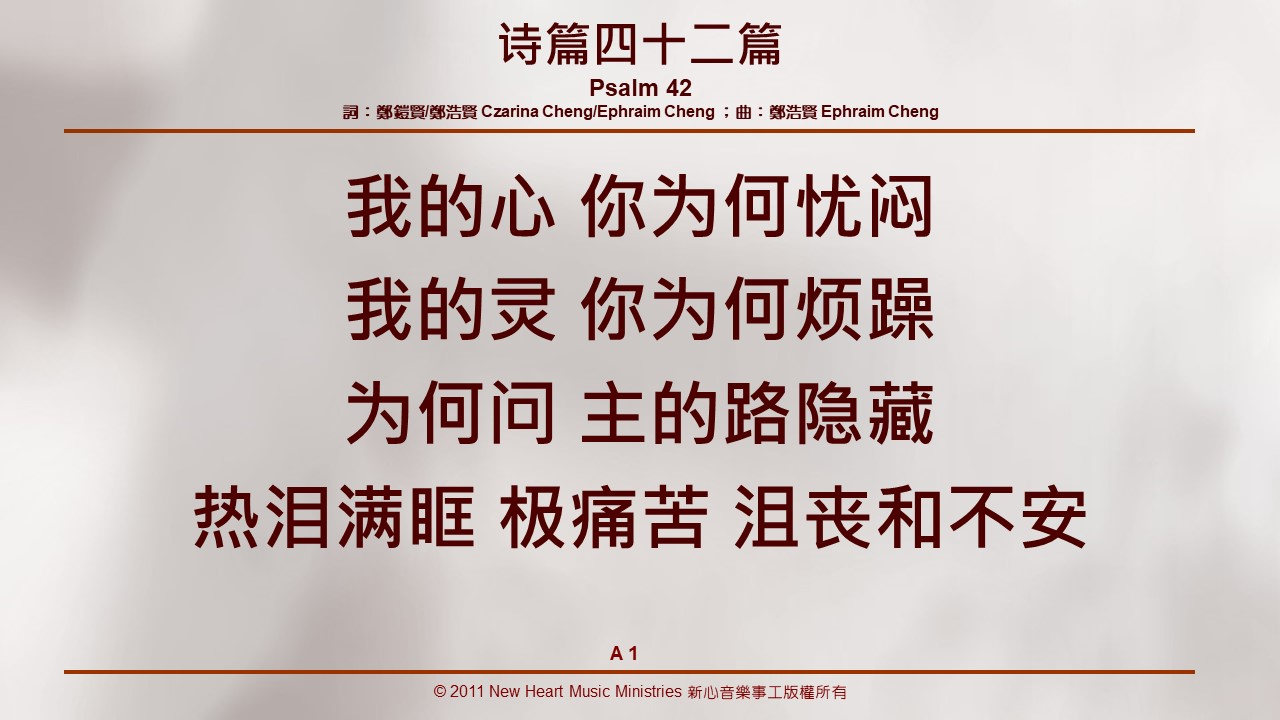 诗篇四十二篇
Psalm 42
詞：鄭鎧賢/鄭浩賢 Czarina Cheng/Ephraim Cheng ；曲：鄭浩賢 Ephraim Cheng
我的心 你为何忧闷
我的灵 你为何烦躁
为何问 主的路隐藏
热泪满眶 极痛苦 沮丧和不安
A 1
© 2011 New Heart Music Ministries 新心音樂事工版權所有